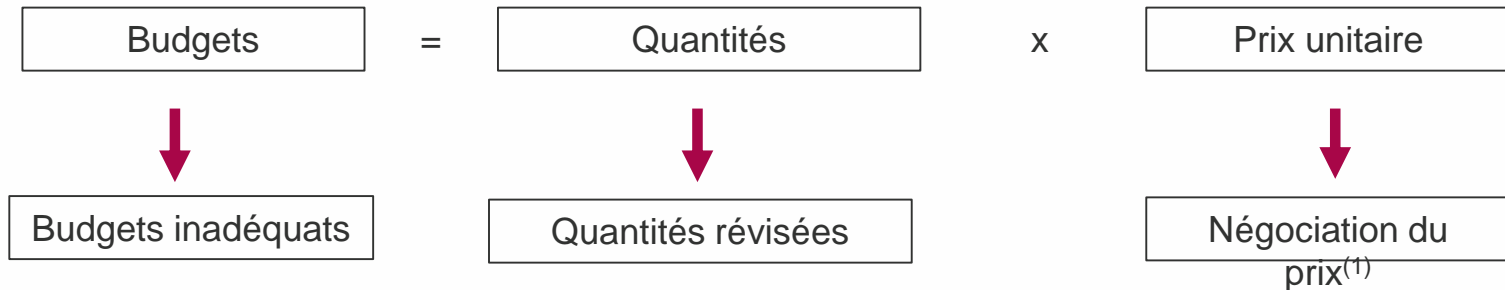 Budgets = Quantités x Prix unitaire
Budgets inadéquats Quantités révisées Négociation du
prix(1)